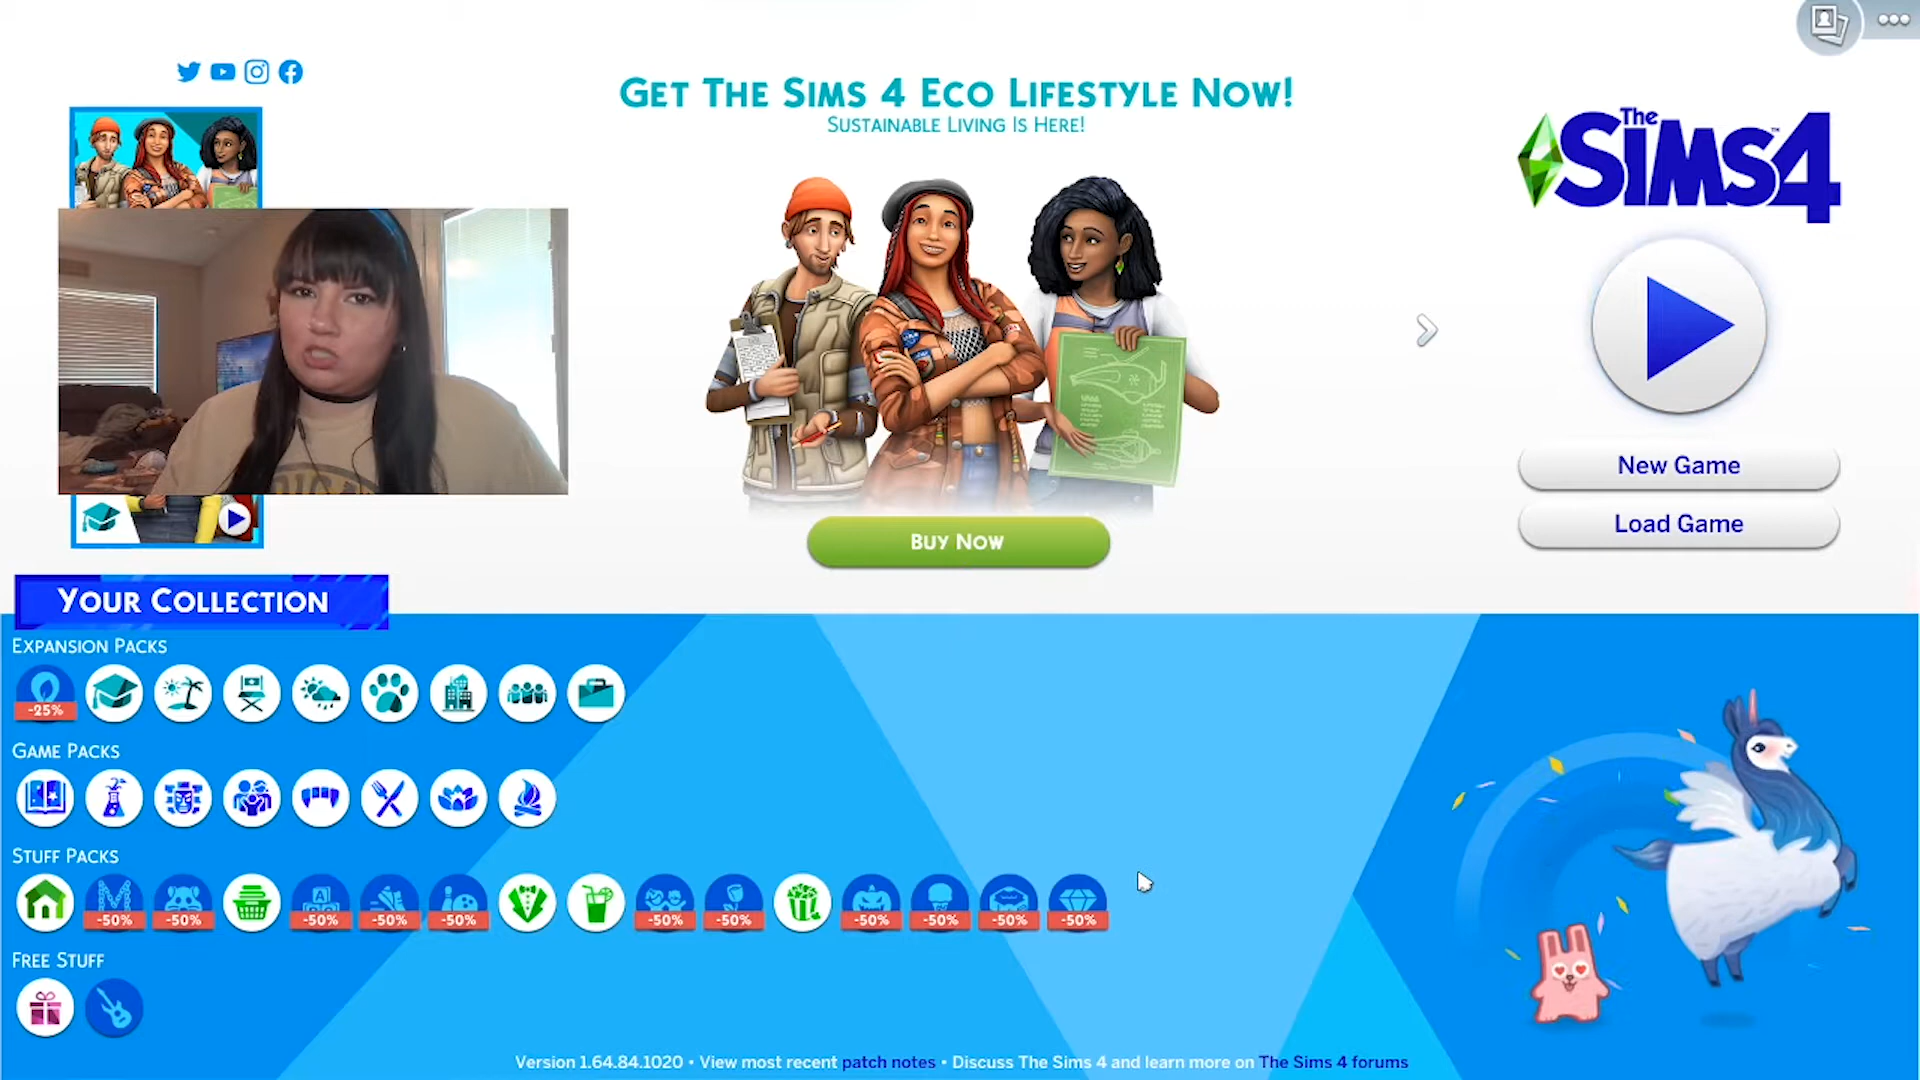 GET THE SIMS 4 ECO LIFESTYLE NOW!
SUSTAINABLE LIVING IS HERE!
The SIMS 4
New Game
Load Game
BUY NOW
YOUR COLLECTION
EXPANSION PACKS
-25%
GAME PACKS
STUFF PACKS
-50% -50% -50% -50% -50% -50% -50% -50% -50% -50% -50%
FREE STUFF
Version 1.64.84.1020 • View most recent patch notes • Discuss The Sims 4 and learn more on The Sims 4 forums